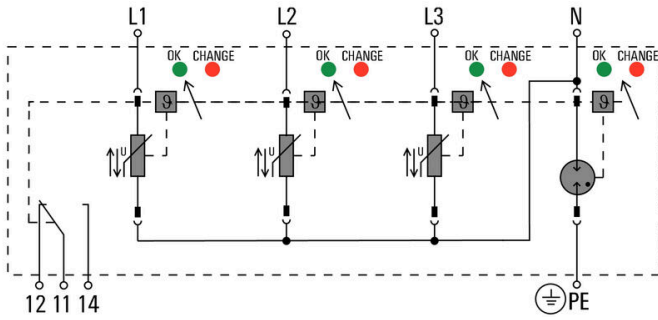 L1 L2 L3 N
OK CHANGE OK CHANGE OK CHANGE OK CHANGE
ϑ ϑ ϑ ϑ
U U U
12 11 14 PE